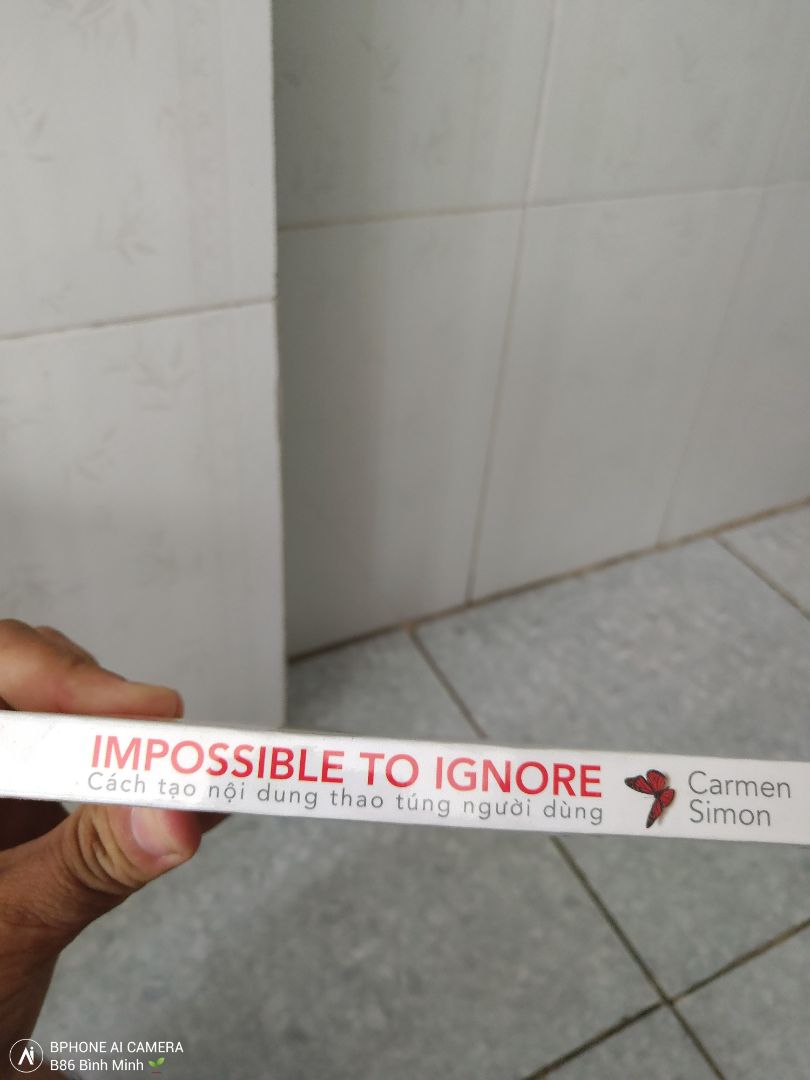 IMPOSSIBLE TO IGNORE
Cách tạo nội dung thao túng người dùng
Carmen
Simon
BPHONE AI CAMERA
B86 Bình Minh 🌱